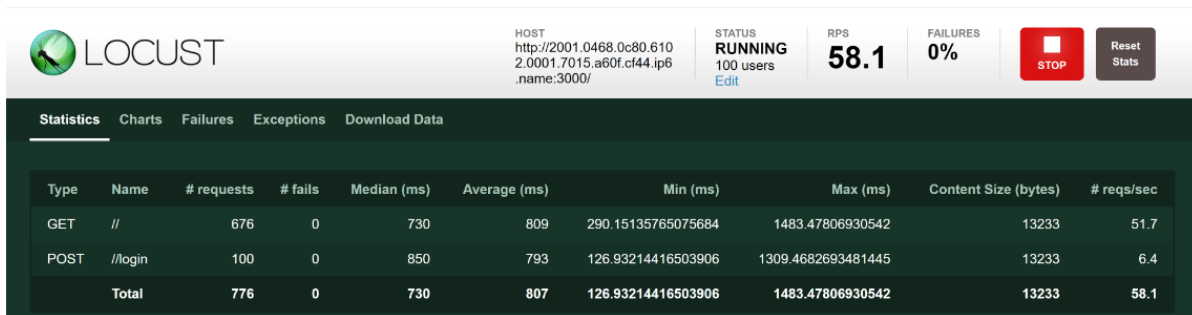 LOCUST
HOST
http://2001.0468.0c80.610
2.0001.7015.a60f.cf44.ip6
.name:3000/
STATUS
RUNNING
100 users
Edit
RPS
58.1
FAILURES
0%
STOP
Reset
Stats
Statistics Charts Failures Exceptions Download Data
Type Name # requests # fails Median (ms) Average (ms) Min (ms) Max (ms) Content Size (bytes) # reqs/sec
GET // 676 0 730 809 290.15135765075684 1483.47806930542 13233 51.7
POST //login 100 0 850 793 126.93214416503906 1309.4682693481445 13233 6.4
Total 776 0 730 807 126.93214416503906 1483.47806930542 13233 58.1